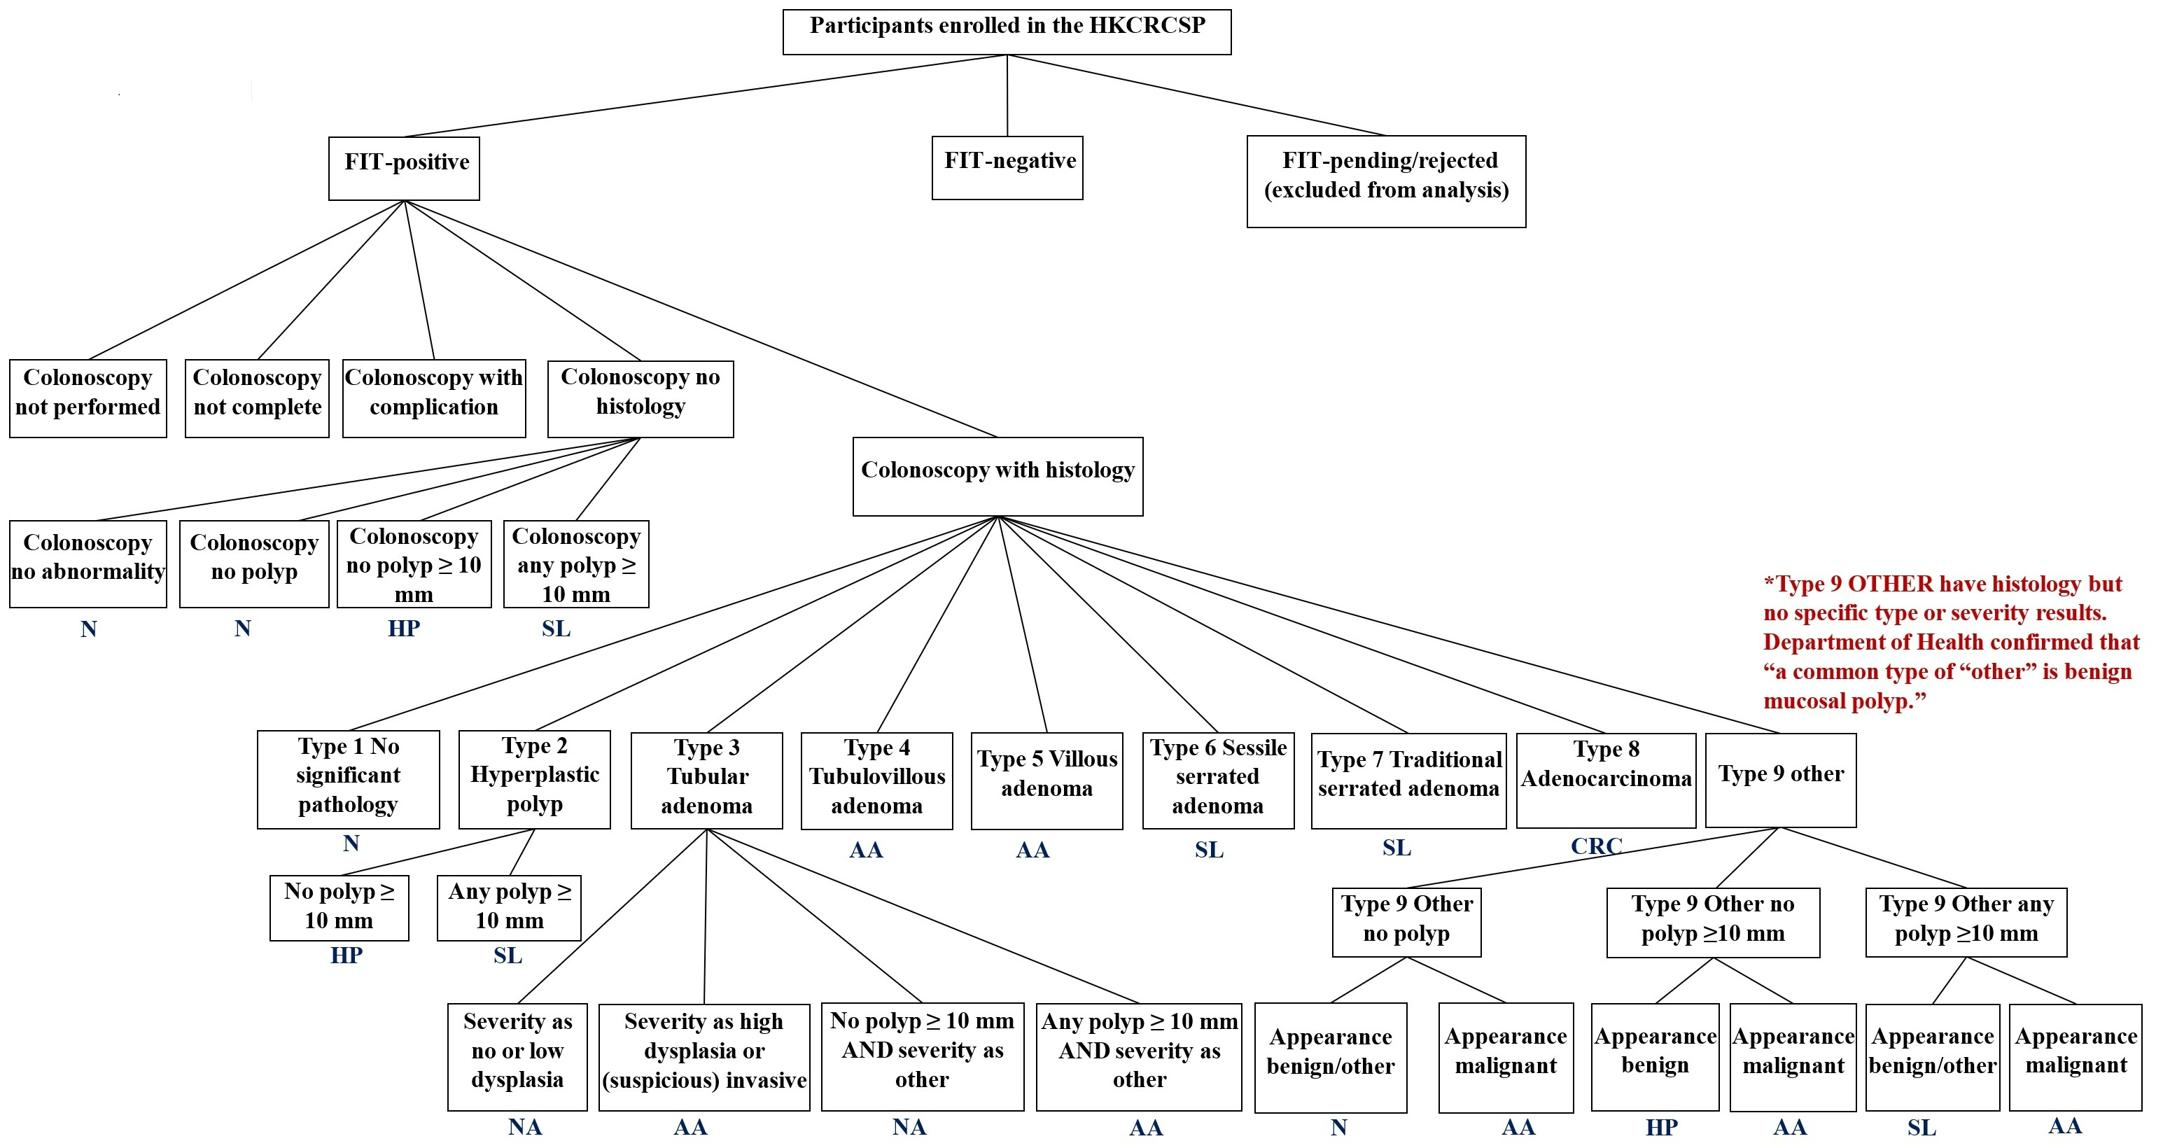 Participants enrolled in the HKCRCSP
FIT-positive
FIT-negative
FIT-pending/rejected
(excluded from analysis)
Colonoscopy
not performed
Colonoscopy
not complete
Colonoscopy with
complication
Colonoscopy no
histology
Colonoscopy with histology
Colonoscopy
no abnormality
N
Colonoscopy
no polyp
N
Colonoscopy
no polyp ≥ 10
mm
HP
Colonoscopy
any polyp ≥
10 mm
SL
*Type 9 OTHER have histology but
no specific type or severity results.
Department of Health confirmed that
“a common type of “other” is benign
mucosal polyp.”
Type 1 No
significant
pathology
N
Type 2
Hyperplastic
polyp
Type 3
Tubular
adenoma
Type 4
Tubulovillous
adenoma
AA
Type 5 Villous
adenoma
AA
Type 6 Sessile
serrated
adenoma
SL
Type 7 Traditional
serrated adenoma
SL
Type 8
Adenocarcinoma
CRC
Type 9 other
No polyp ≥
10 mm
HP
Any polyp ≥
10 mm
SL
Type 9 Other
no polyp
Type 9 Other no
polyp ≥10 mm
Type 9 Other any
polyp ≥10 mm
Severity as
no or low
dysplasia
NA
Severity as high
dysplasia or
(suspicious) invasive
AA
No polyp ≥ 10 mm
AND severity as
other
NA
Any polyp ≥ 10 mm
AND severity as
other
AA
Appearance
benign/other
N
Appearance
malignant
AA
Appearance
benign
HP
Appearance
malignant
AA
Appearance
benign/other
SL
Appearance
malignant
AA